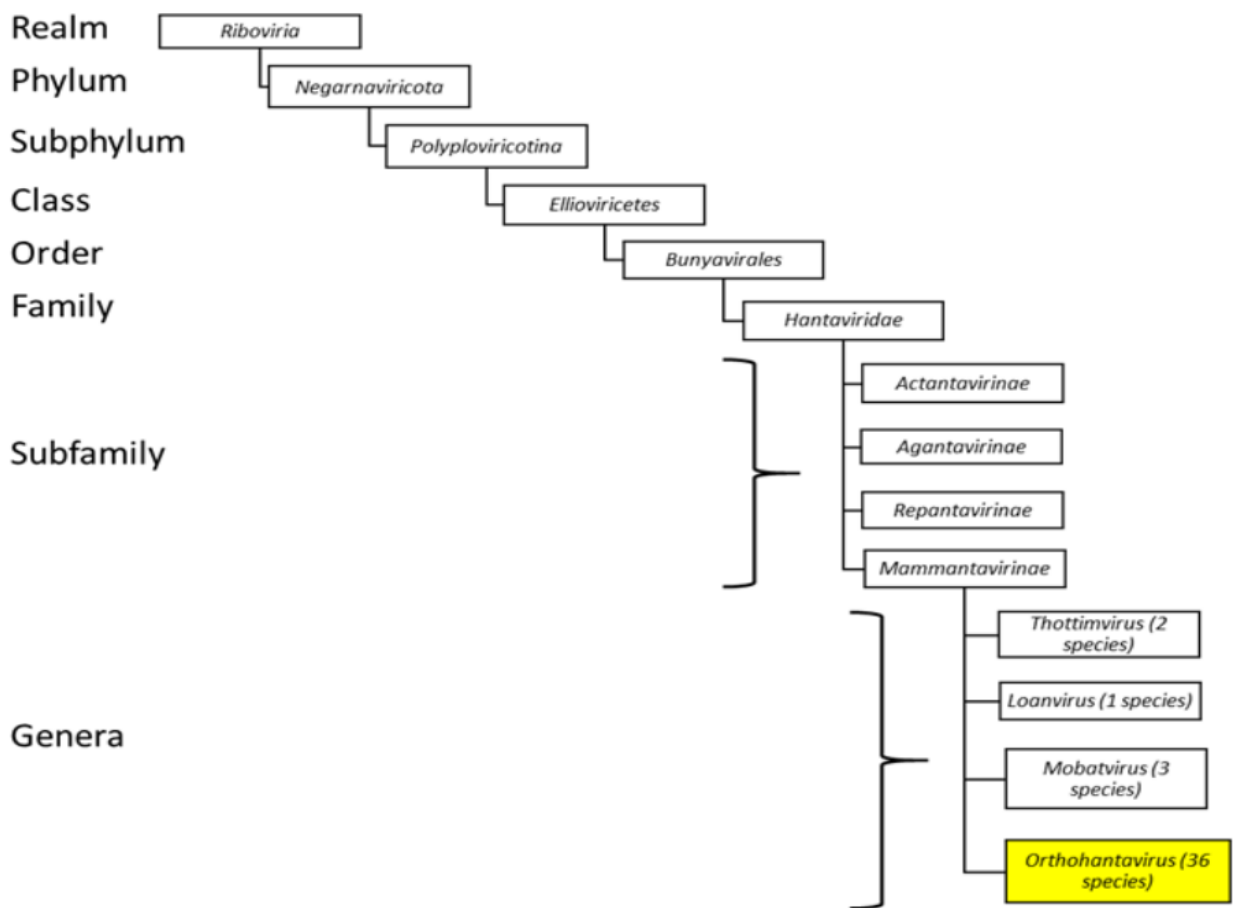 Realm
Riboviria
Phylum
Negarnaviricota
Subphylum
Polyploviricotina
Class
Ellioviricetes
Order
Bunyavirales
Family
Hantaviridae
Actantavirinae
Subfamily
Agantavirinae
Repantavirinae
Mammantavirinae
Thottimvirus (2
species)
Loanvirus (1 species)
Genera
Mobatvirus (3
species)
Orthohantavirus (36
species)